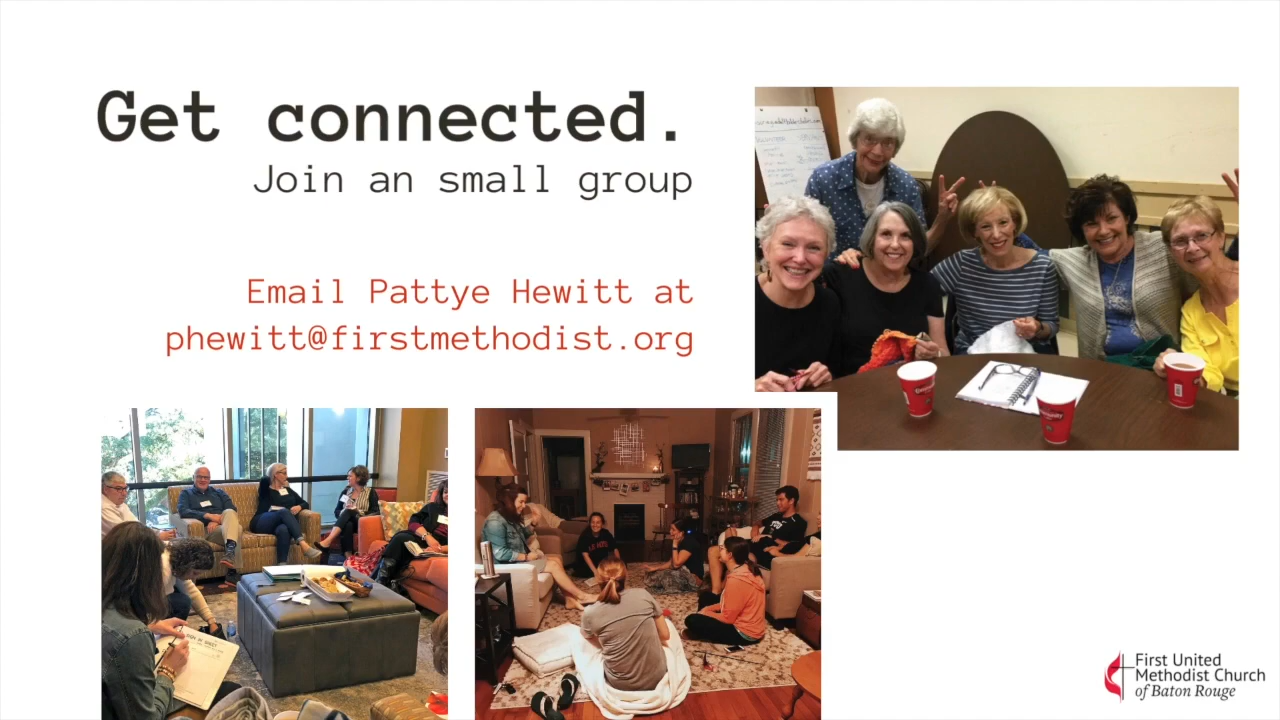 Get connected.
Join an small group
Email Pattye Hewitt at
phewitt@firstmethodist.org
First United
Methodist Church
of Baton Rouge